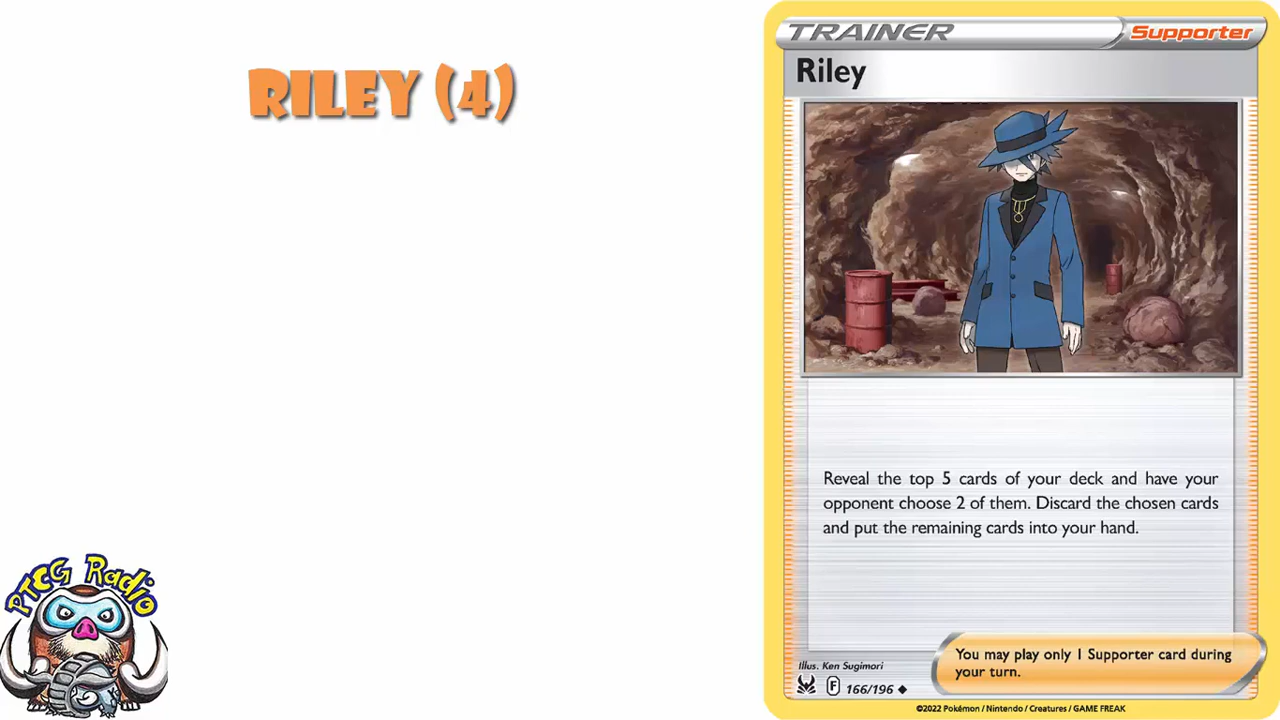 RILEY (4)
TRAINER
Supporter
Riley
Reveal the top 5 cards of your deck and have your
opponent choose 2 of them. Discard the chosen cards
and put the remaining cards into your hand.
You may play only 1 Supporter card during
your turn.
Illus. Ken Sugimori
F 166/196
©2022 Pokémon / Nintendo / Creatures / GAME FREAK
PTCG Radio